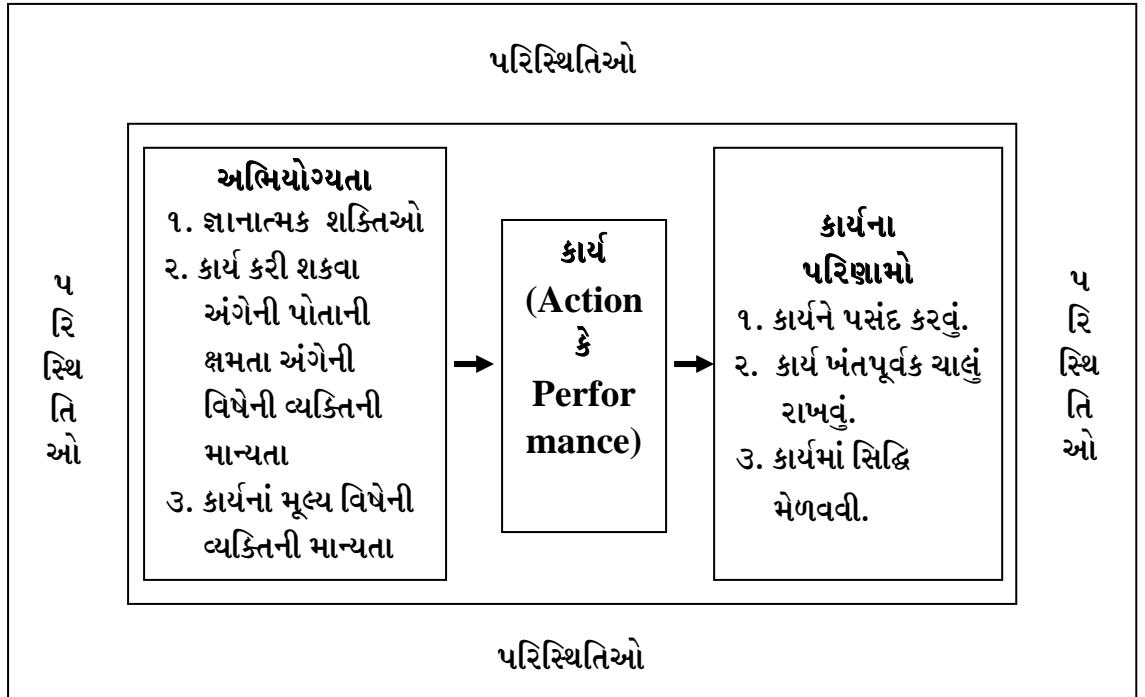 પરિસ્થિતિઓ
પ
રિ
સ્થિ
તિ
ઓ
અભિયોગ્યતા
૧. જ્ઞાનાત્મક શક્તિઓ
૨. કાર્ય કરી શકવા
અંગેની પોતાની
ક્ષમતા અંગેની
વિષેની વ્યક્તિની
માન્યતા
૩. કાર્યનાં મૂલ્ય વિષેની
વ્યક્તિની માન્યતા
કાર્ય
(Action
કે
Perfor
mance)
કાર્યના
પરિણામો
૧. કાર્યને પસંદ કરવું.
૨. કાર્ય ખંતપૂર્વક ચાલું
રાખવું.
૩. કાર્યમાં સિદ્ધિ
મેળવવી.
પ
રિ
સ્થિ
તિ
ઓ
પરિસ્થિતિઓ